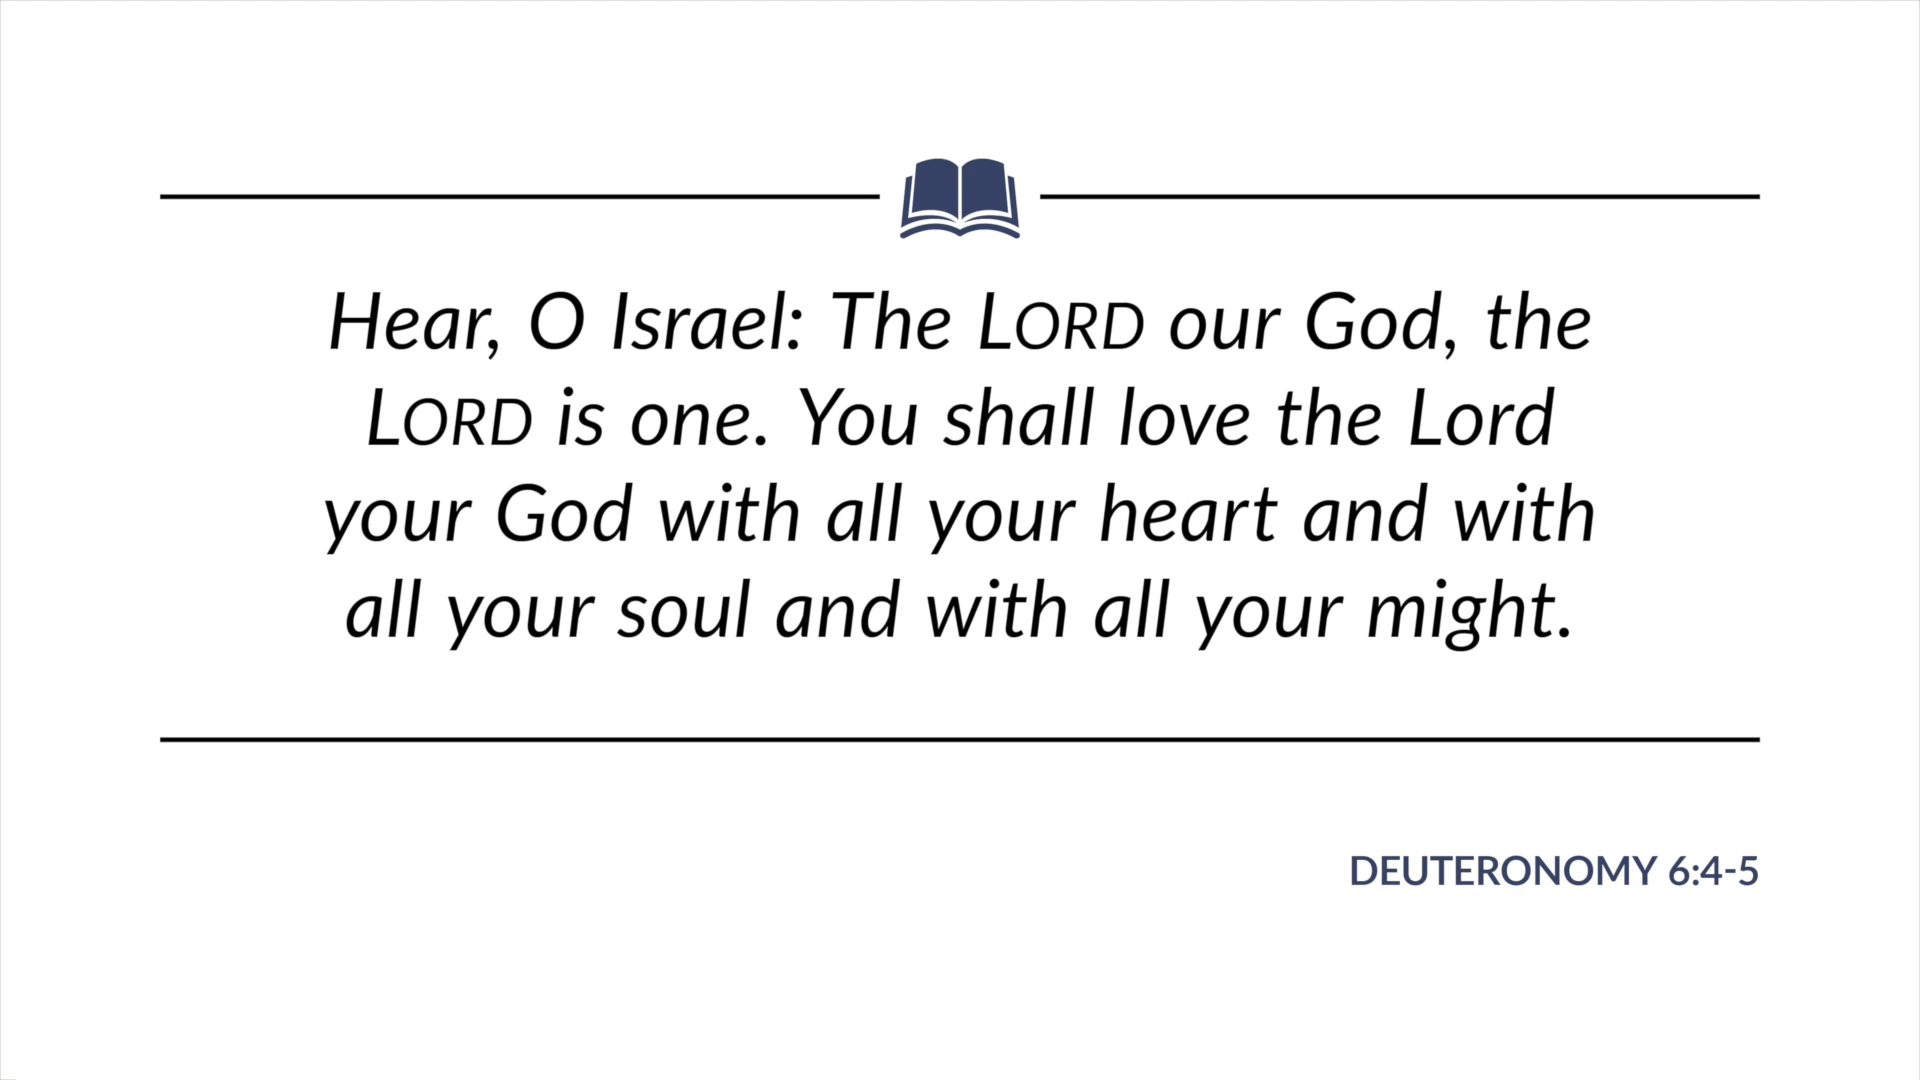 Hear, O Israel: The LORD our God, the
LORD is one. You shall love the Lord
your God with all your heart and with
all your soul and with all your might.
DEUTERONOMY 6:4-5